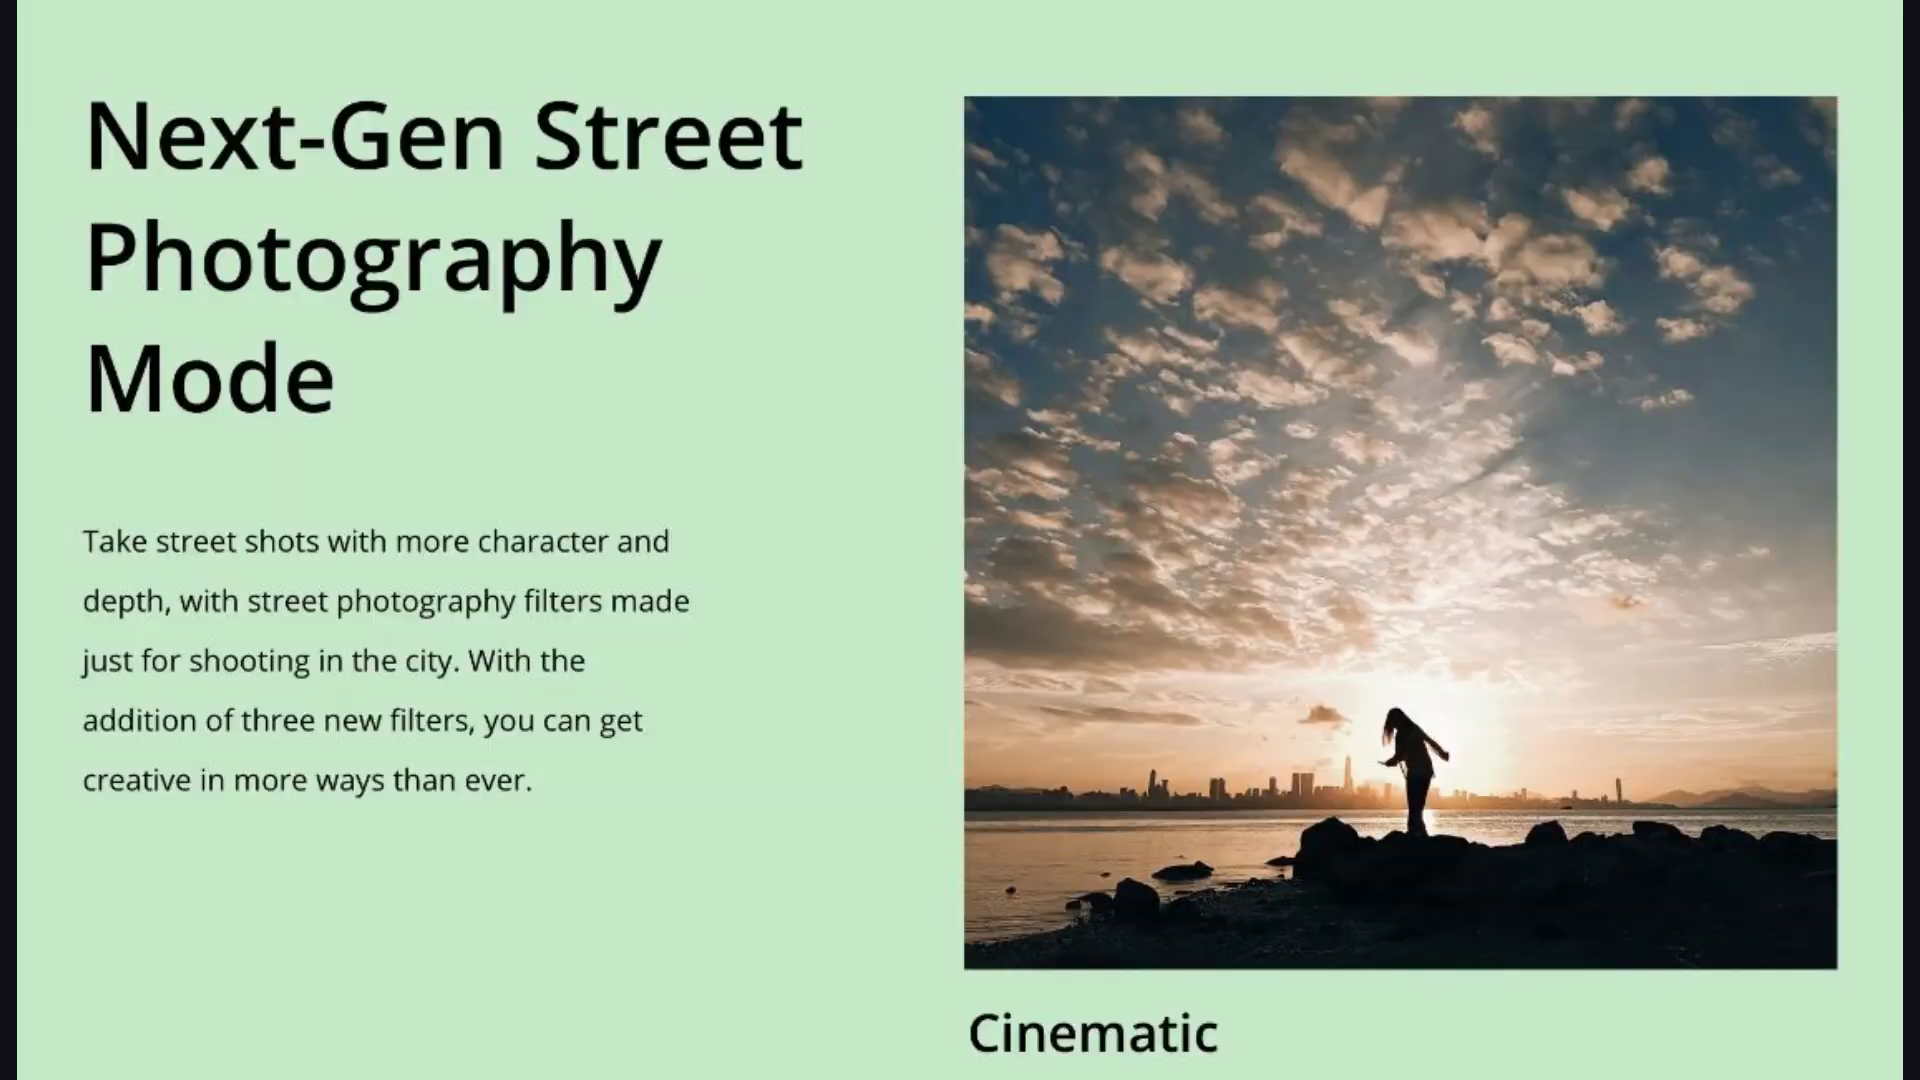 Next-Gen Street
Photography
Mode
Take street shots with more character and
depth, with street photography filters made
just for shooting in the city. With the
addition of three new filters, you can get
creative in more ways than ever.
Cinematic